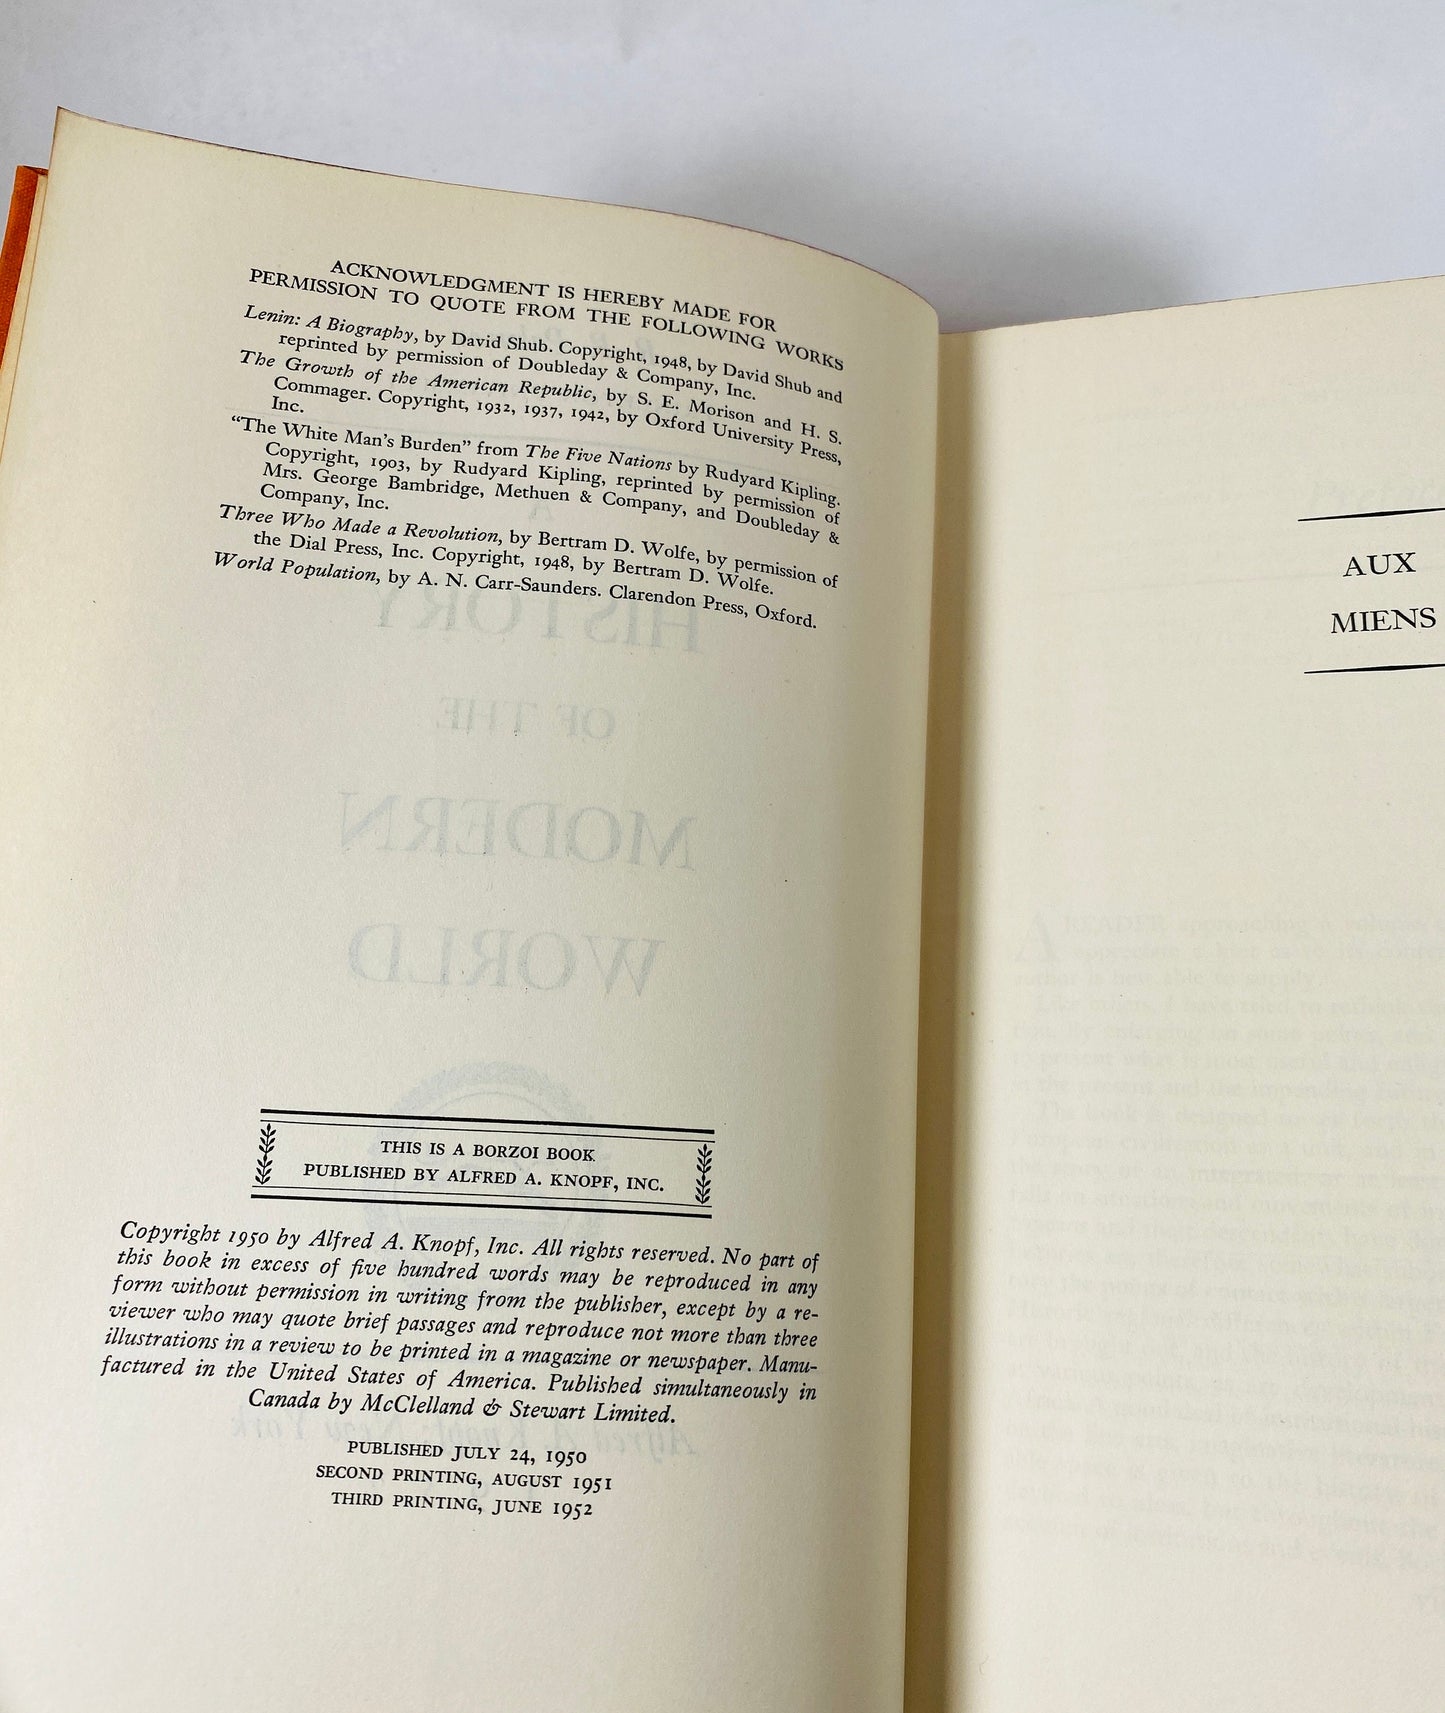 ACKNOWLEDGMENT IS HEREBY MADE FOR
PERMISSION TO QUOTE FROM THE FOLLOWING WORKS
Lenin: A Biography, by David Shub. Copyright, 1948, by David Shub and
reprinted by permission of Doubleday & Company, Inc.
The Growth of the American Republic, by S. E. Morison and H. S.
Commager. Copyright, 1932, 1937, 1942, by Oxford University Press,
Inc.
“The White Man’s Burden” from The Five Nations by Rudyard Kipling.
Copyright, 1903, by Rudyard Kipling, reprinted by permission of
Mrs. George Bambridge, Methuen & Company, and Doubleday &
Company, Inc.
Three Who Made a Revolution, by Bertram D. Wolfe, by permission of
the Dial Press, Inc. Copyright, 1948, by Bertram D. Wolfe.
World Population, by A. N. Carr-Saunders. Clarendon Press, Oxford.
HISTORY
OF THE
MODERN
WORLD
THIS IS A BORZOI BOOK
PUBLISHED BY ALFRED A. KNOPF, INC.
Copyright 1950 by Alfred A. Knopf, Inc. All rights reserved. No part of
this book in excess of five hundred words may be reproduced in any
form without permission in writing from the publisher, except by a re-
viewer who may quote brief passages and reproduce not more than three
illustrations in a review to be printed in a magazine or newspaper. Manu-
factured in the United States of America. Published simultaneously in
Canada by McClelland & Stewart Limited.
PUBLISHED JULY 24, 1950
SECOND PRINTING, AUGUST 1951
THIRD PRINTING, JUNE 1952
AUX
MIENS